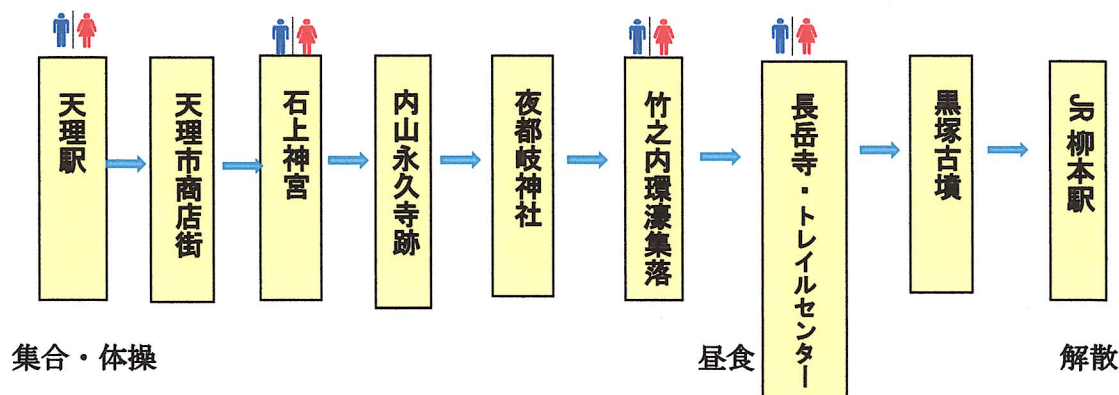 天理駅
天理市商店街
石上神宮
内山永久寺跡
夜都岐神社
竹之内環濠集落
長岳寺・トレイルセンター
黒塚古墳
JR 柳本駅
集合・体操
昼食
解散